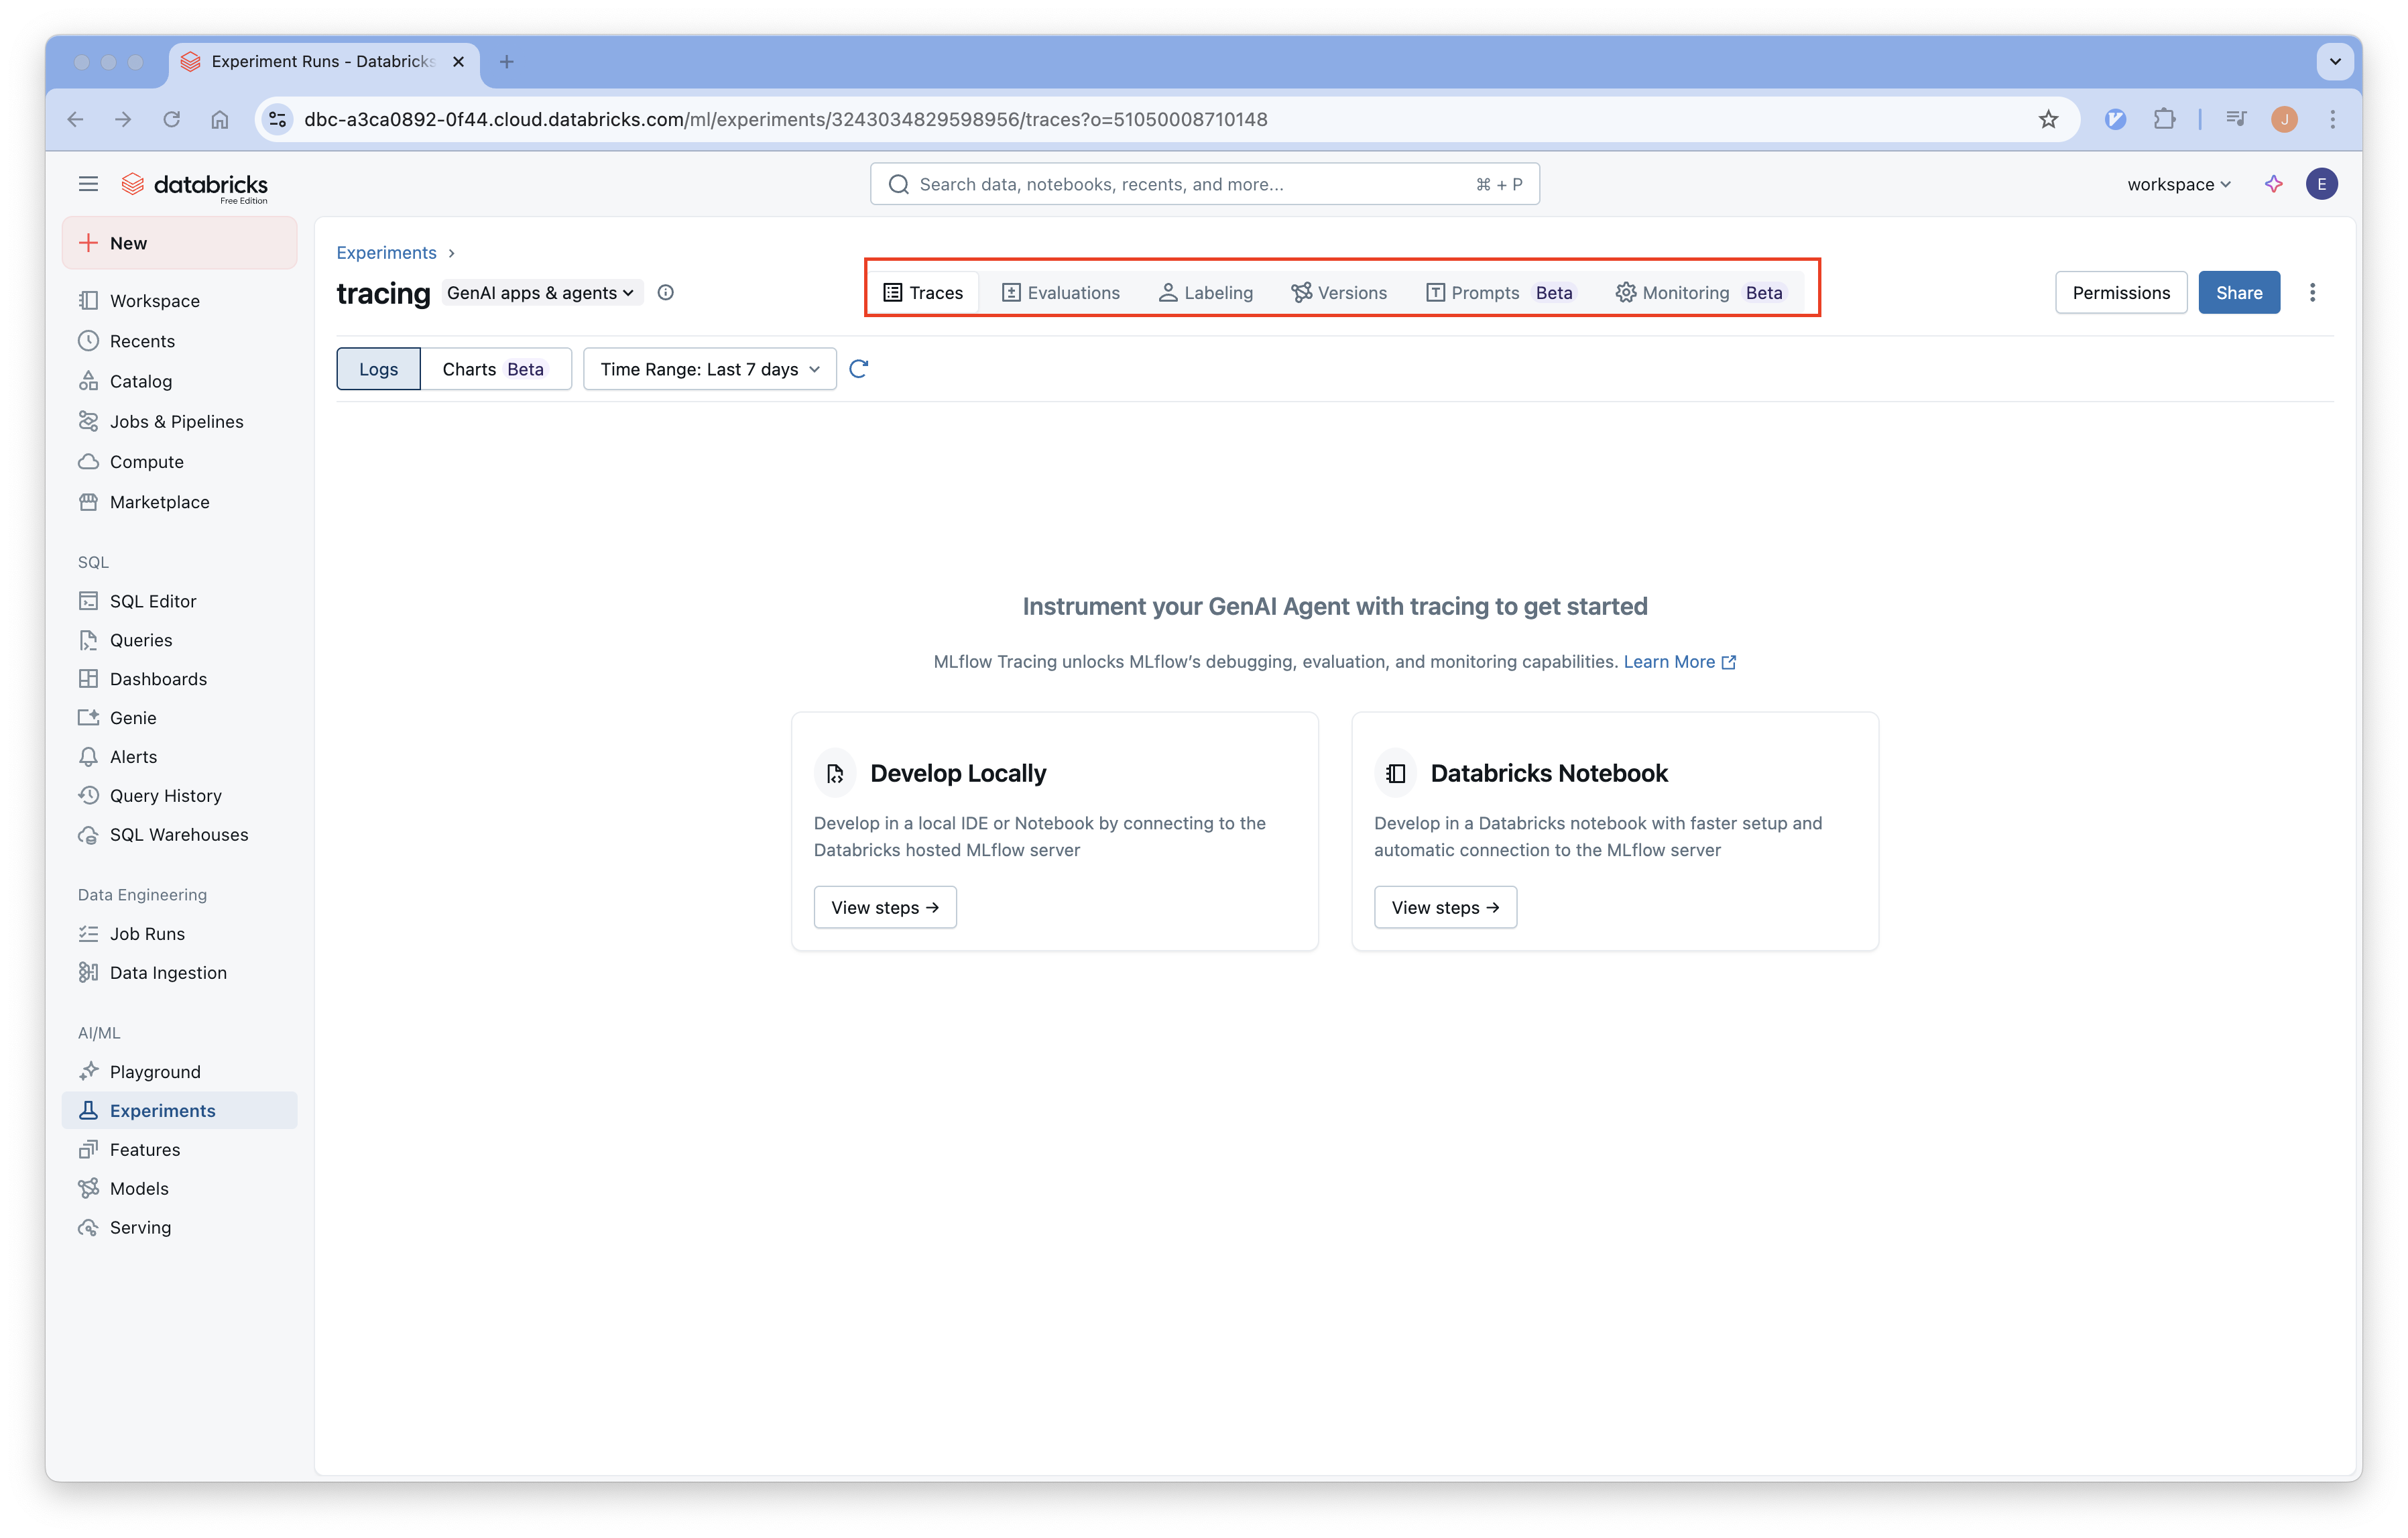 Experiment Runs - Databricks
dbc-a3ca0892-0f44.cloud.databricks.com/ml/experiments/3243034829598956/traces?o=51050008710148
J
databricks
Free Edition
Search data, notebooks, recents, and more...
⌘ + P
workspace
E
New
Workspace
Recents
Catalog
Jobs & Pipelines
Compute
Marketplace
SQL
SQL Editor
Queries
Dashboards
Genie
Alerts
Query History
SQL Warehouses
Data Engineering
Job Runs
Data Ingestion
AI/ML
Playground
Experiments
Features
Models
Serving
Experiments ›
tracing GenAI apps & agents
Traces Evaluations Labeling Versions Prompts Beta Monitoring Beta
Permissions Share
Logs Charts Beta Time Range: Last 7 days
Instrument your GenAI Agent with tracing to get started
MLflow Tracing unlocks MLflow’s debugging, evaluation, and monitoring capabilities. Learn More
Develop Locally
Develop in a local IDE or Notebook by connecting to the
Databricks hosted MLflow server
View steps →
Databricks Notebook
Develop in a Databricks notebook with faster setup and
automatic connection to the MLflow server
View steps →